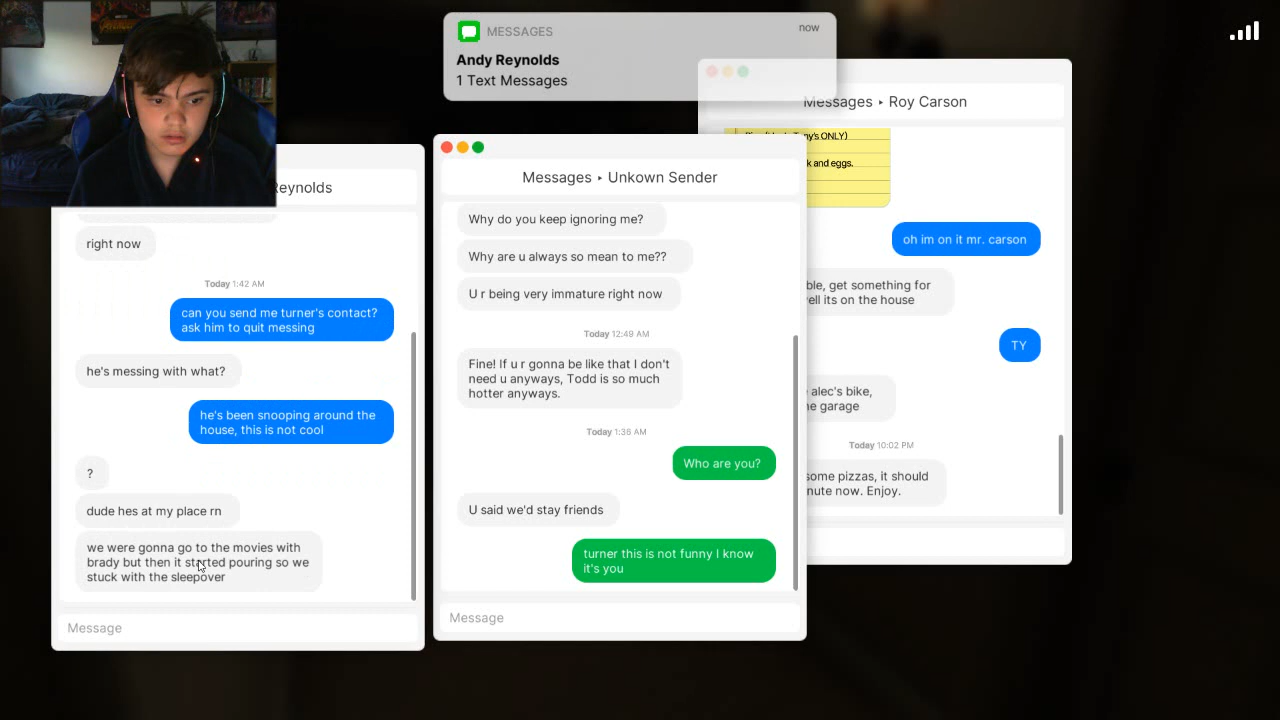 MESSAGES
now
Andy Reynolds
1 Text Messages
Reynolds
right now
Today 1:42 AM
can you send me turner's contact?
ask him to quit messing
he's messing with what?
he's been snooping around the
house, this is not cool
?
dude hes at my place rn
we were gonna go to the movies with
brady but then it started pouring so we
stuck with the sleepover
Message
Messages ▸ Unkown Sender
Why do you keep ignoring me?
Why are u always so mean to me??
U r being very immature right now
Today 12:49 AM
Fine! If u r gonna be like that I don't
need u anyways, Todd is so much
hotter anyways.
Today 1:36 AM
Who are you?
U said we'd stay friends
turner this is not funny I know
it's you
Message
Messages ▸ Roy Carson
ONLY)
k and eggs.
oh im on it mr. carson
ble, get something for
ell its on the house
TY
alec's bike,
he garage
Today 10:02 PM
some pizzas, it should
nute now. Enjoy.